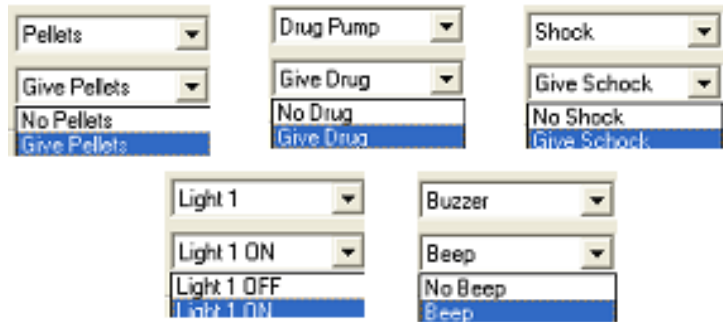 Pellets
Give Pellets
No Pellets
Give Pellets
Drug Pump
Give Drug
No Drug
Give Drug
Shock
Give Schock
No Shock
Give Schock
Light 1
Light 1 ON
Light 1 OFF
Light 1 ON
Buzzer
Beep
No Beep
Beep